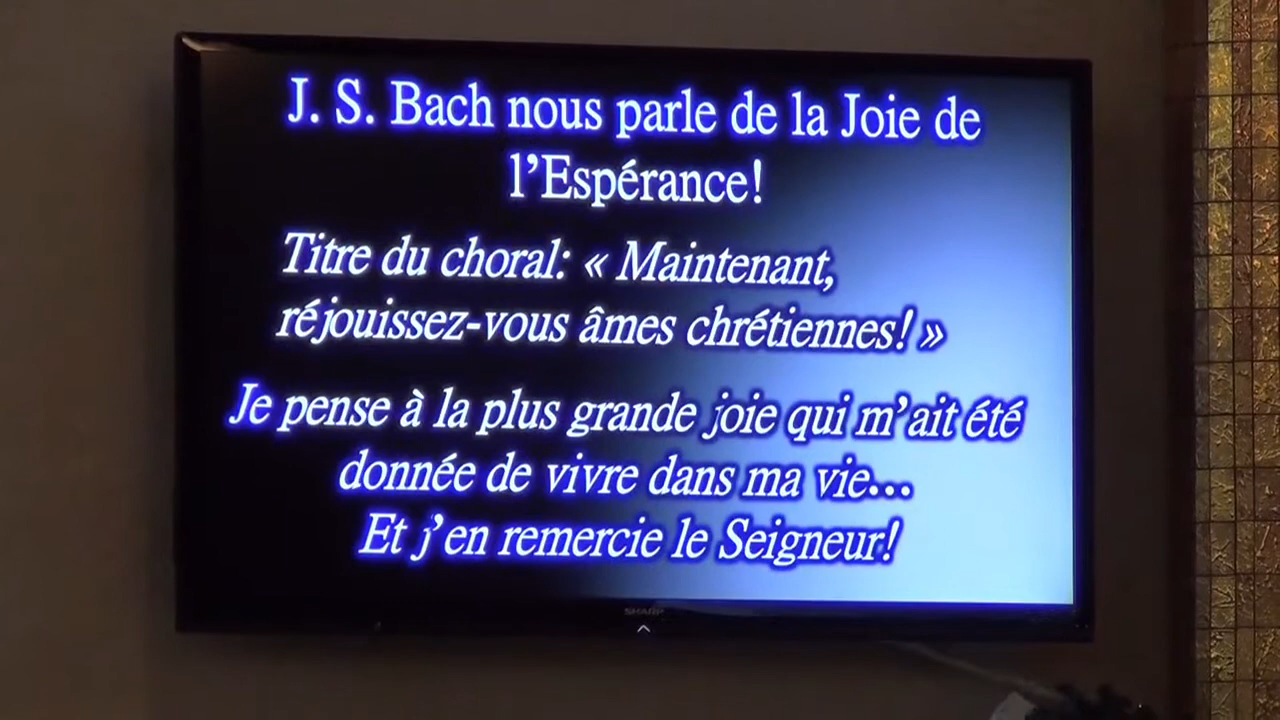 J. S. Bach nous parle de la Joie de
l’Espérance!
Titre du choral: « Maintenant,
réjouissez-vous âmes chrétiennes! »
Je pense à la plus grande joie qui m’ait été
donnée de vivre dans ma vie...
Et j’en remercie le Seigneur!
SHARP